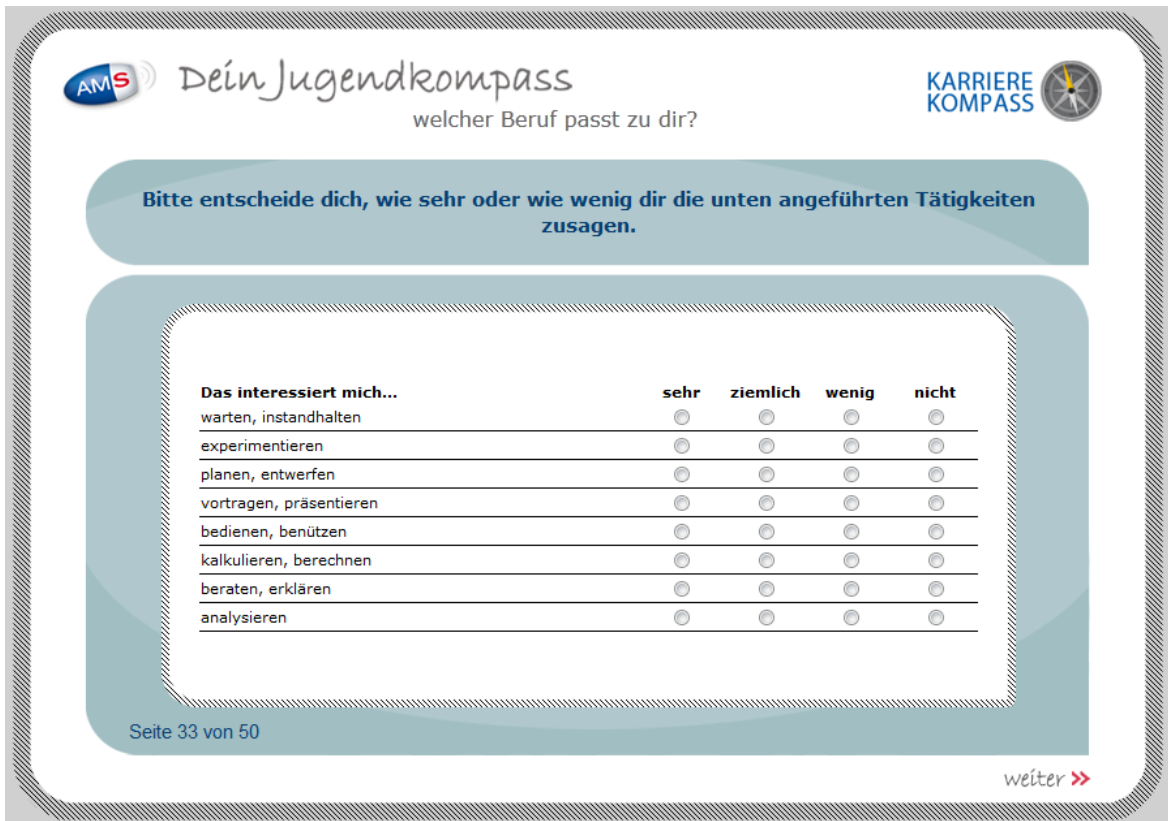 AMS
Dein Jugendkompass
welcher Beruf passt zu dir?
KARRIERE
KOMPASS
Bitte entscheide dich, wie sehr oder wie wenig dir die unten angeführten Tätigkeiten
zusagen.
Das interessiert mich... sehr ziemlich wenig nicht
warten, instandhalten
experimentieren
planen, entwerfen
vortragen, präsentieren
bedienen, benützen
kalkulieren, berechnen
beraten, erklären
analysieren
Seite 33 von 50
weiter >>